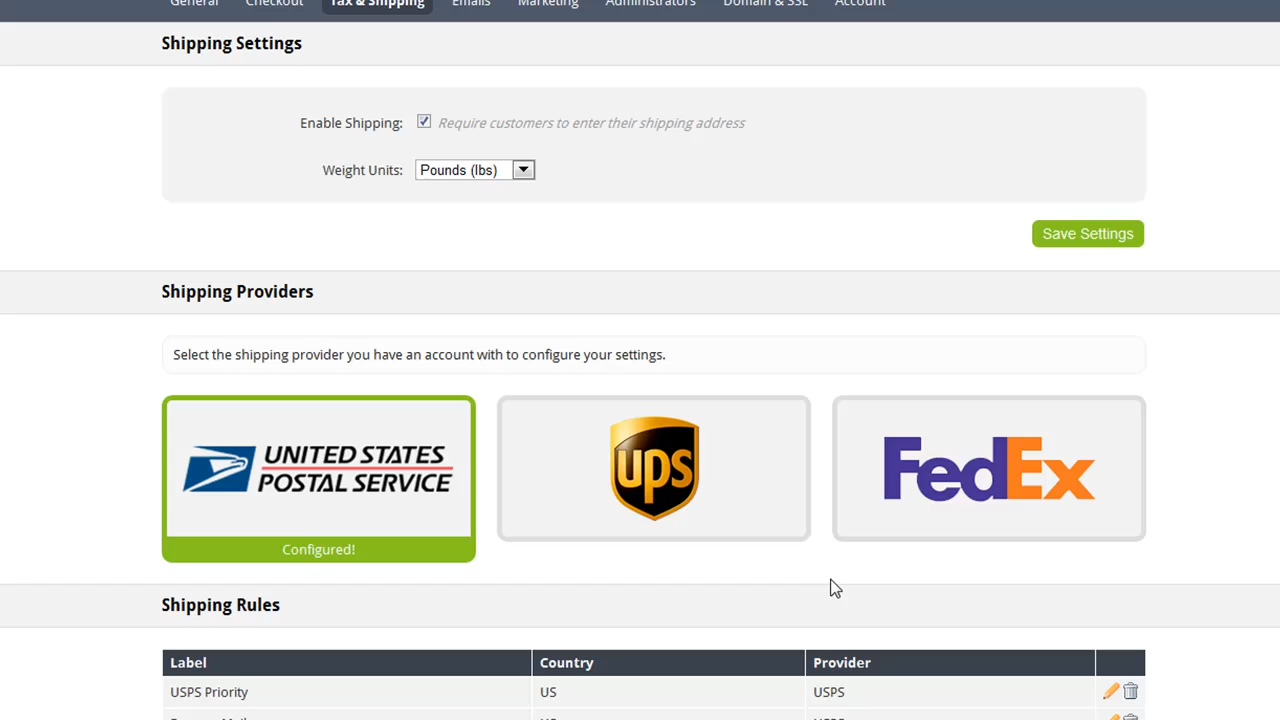 General Checkout Tax & Shipping Emails Marketing Administrators Domain & SSL Account
Shipping Settings
Enable Shipping: Require customers to enter their shipping address
Weight Units: Pounds (lbs)
Save Settings
Shipping Providers
Select the shipping provider you have an account with to configure your settings.
UNITED STATES
POSTAL SERVICE
ups
FedEx
Configured!
Shipping Rules
Label Country Provider
USPS Priority US USPS